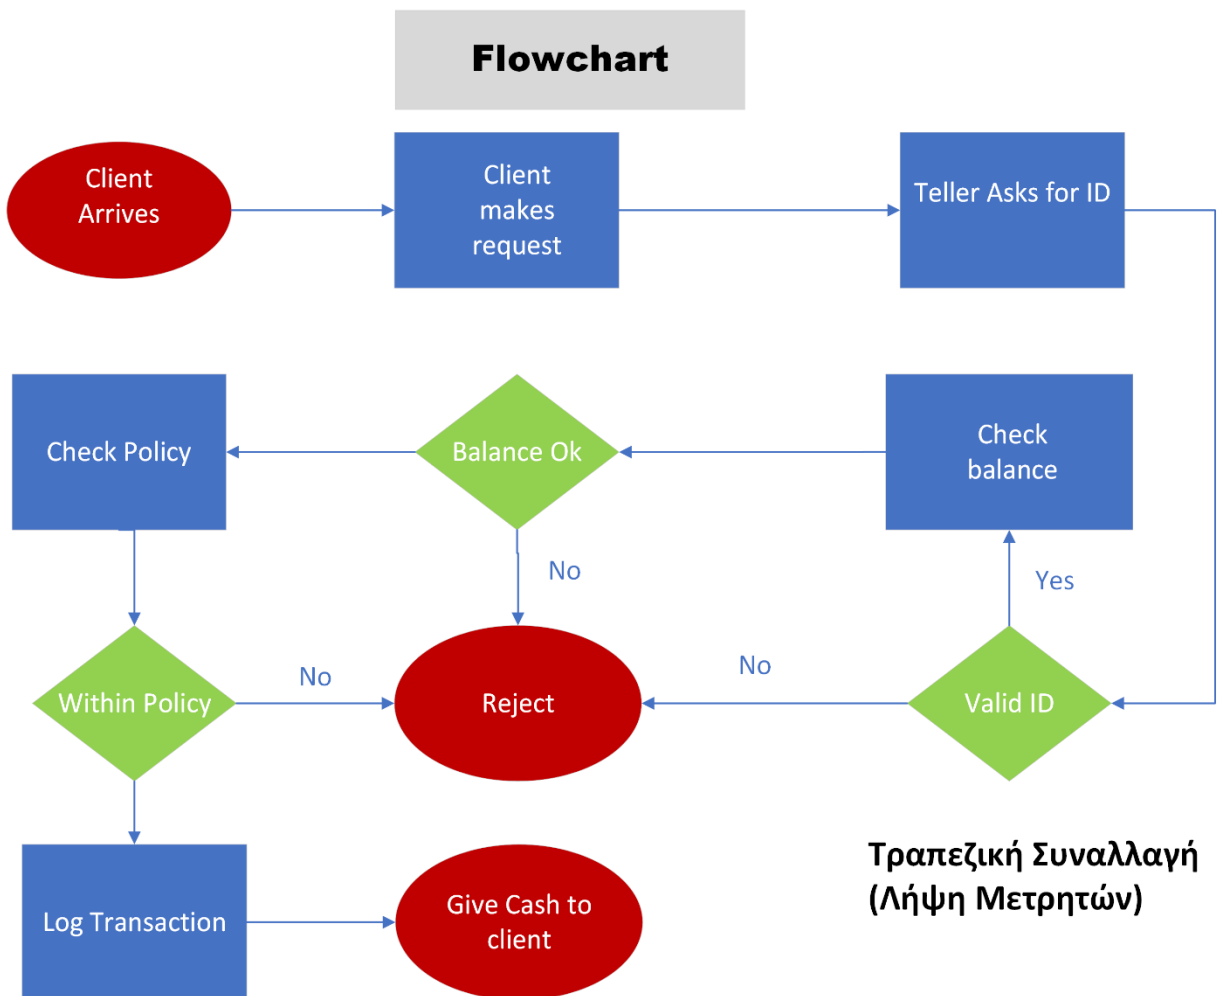 Flowchart
Client
Arrives
Client
makes
request
Teller Asks for ID
Check Policy
Balance Ok
Check
balance
No
Yes
Within Policy
No
Reject
No
Valid ID
Log Transaction
Give Cash to
client
Τραπεζική Συναλλαγή
(Λήψη Μετρητών)